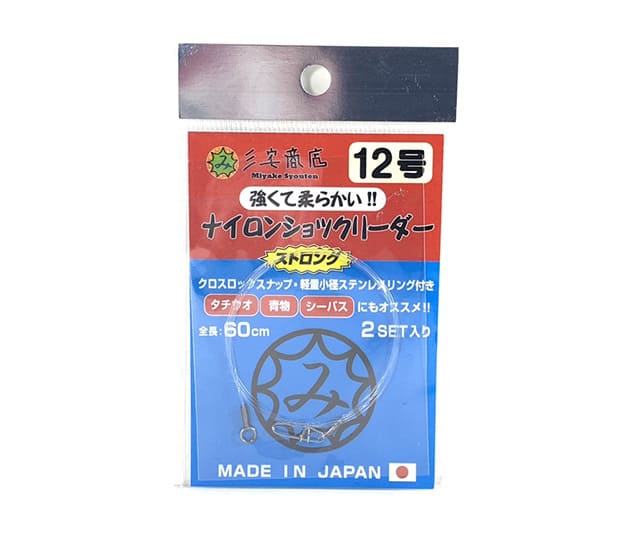 み 三宅商店 12号
Miyake Syouten
強くて柔らかい!!
ナイロンショックリーダー
ストロング
クロスロックスナップ・軽量小径ステンレスリング付き
タチウオ 青物 シーバス にもオススメ!!
全長:60cm 2SET入り
み
MADE IN JAPAN